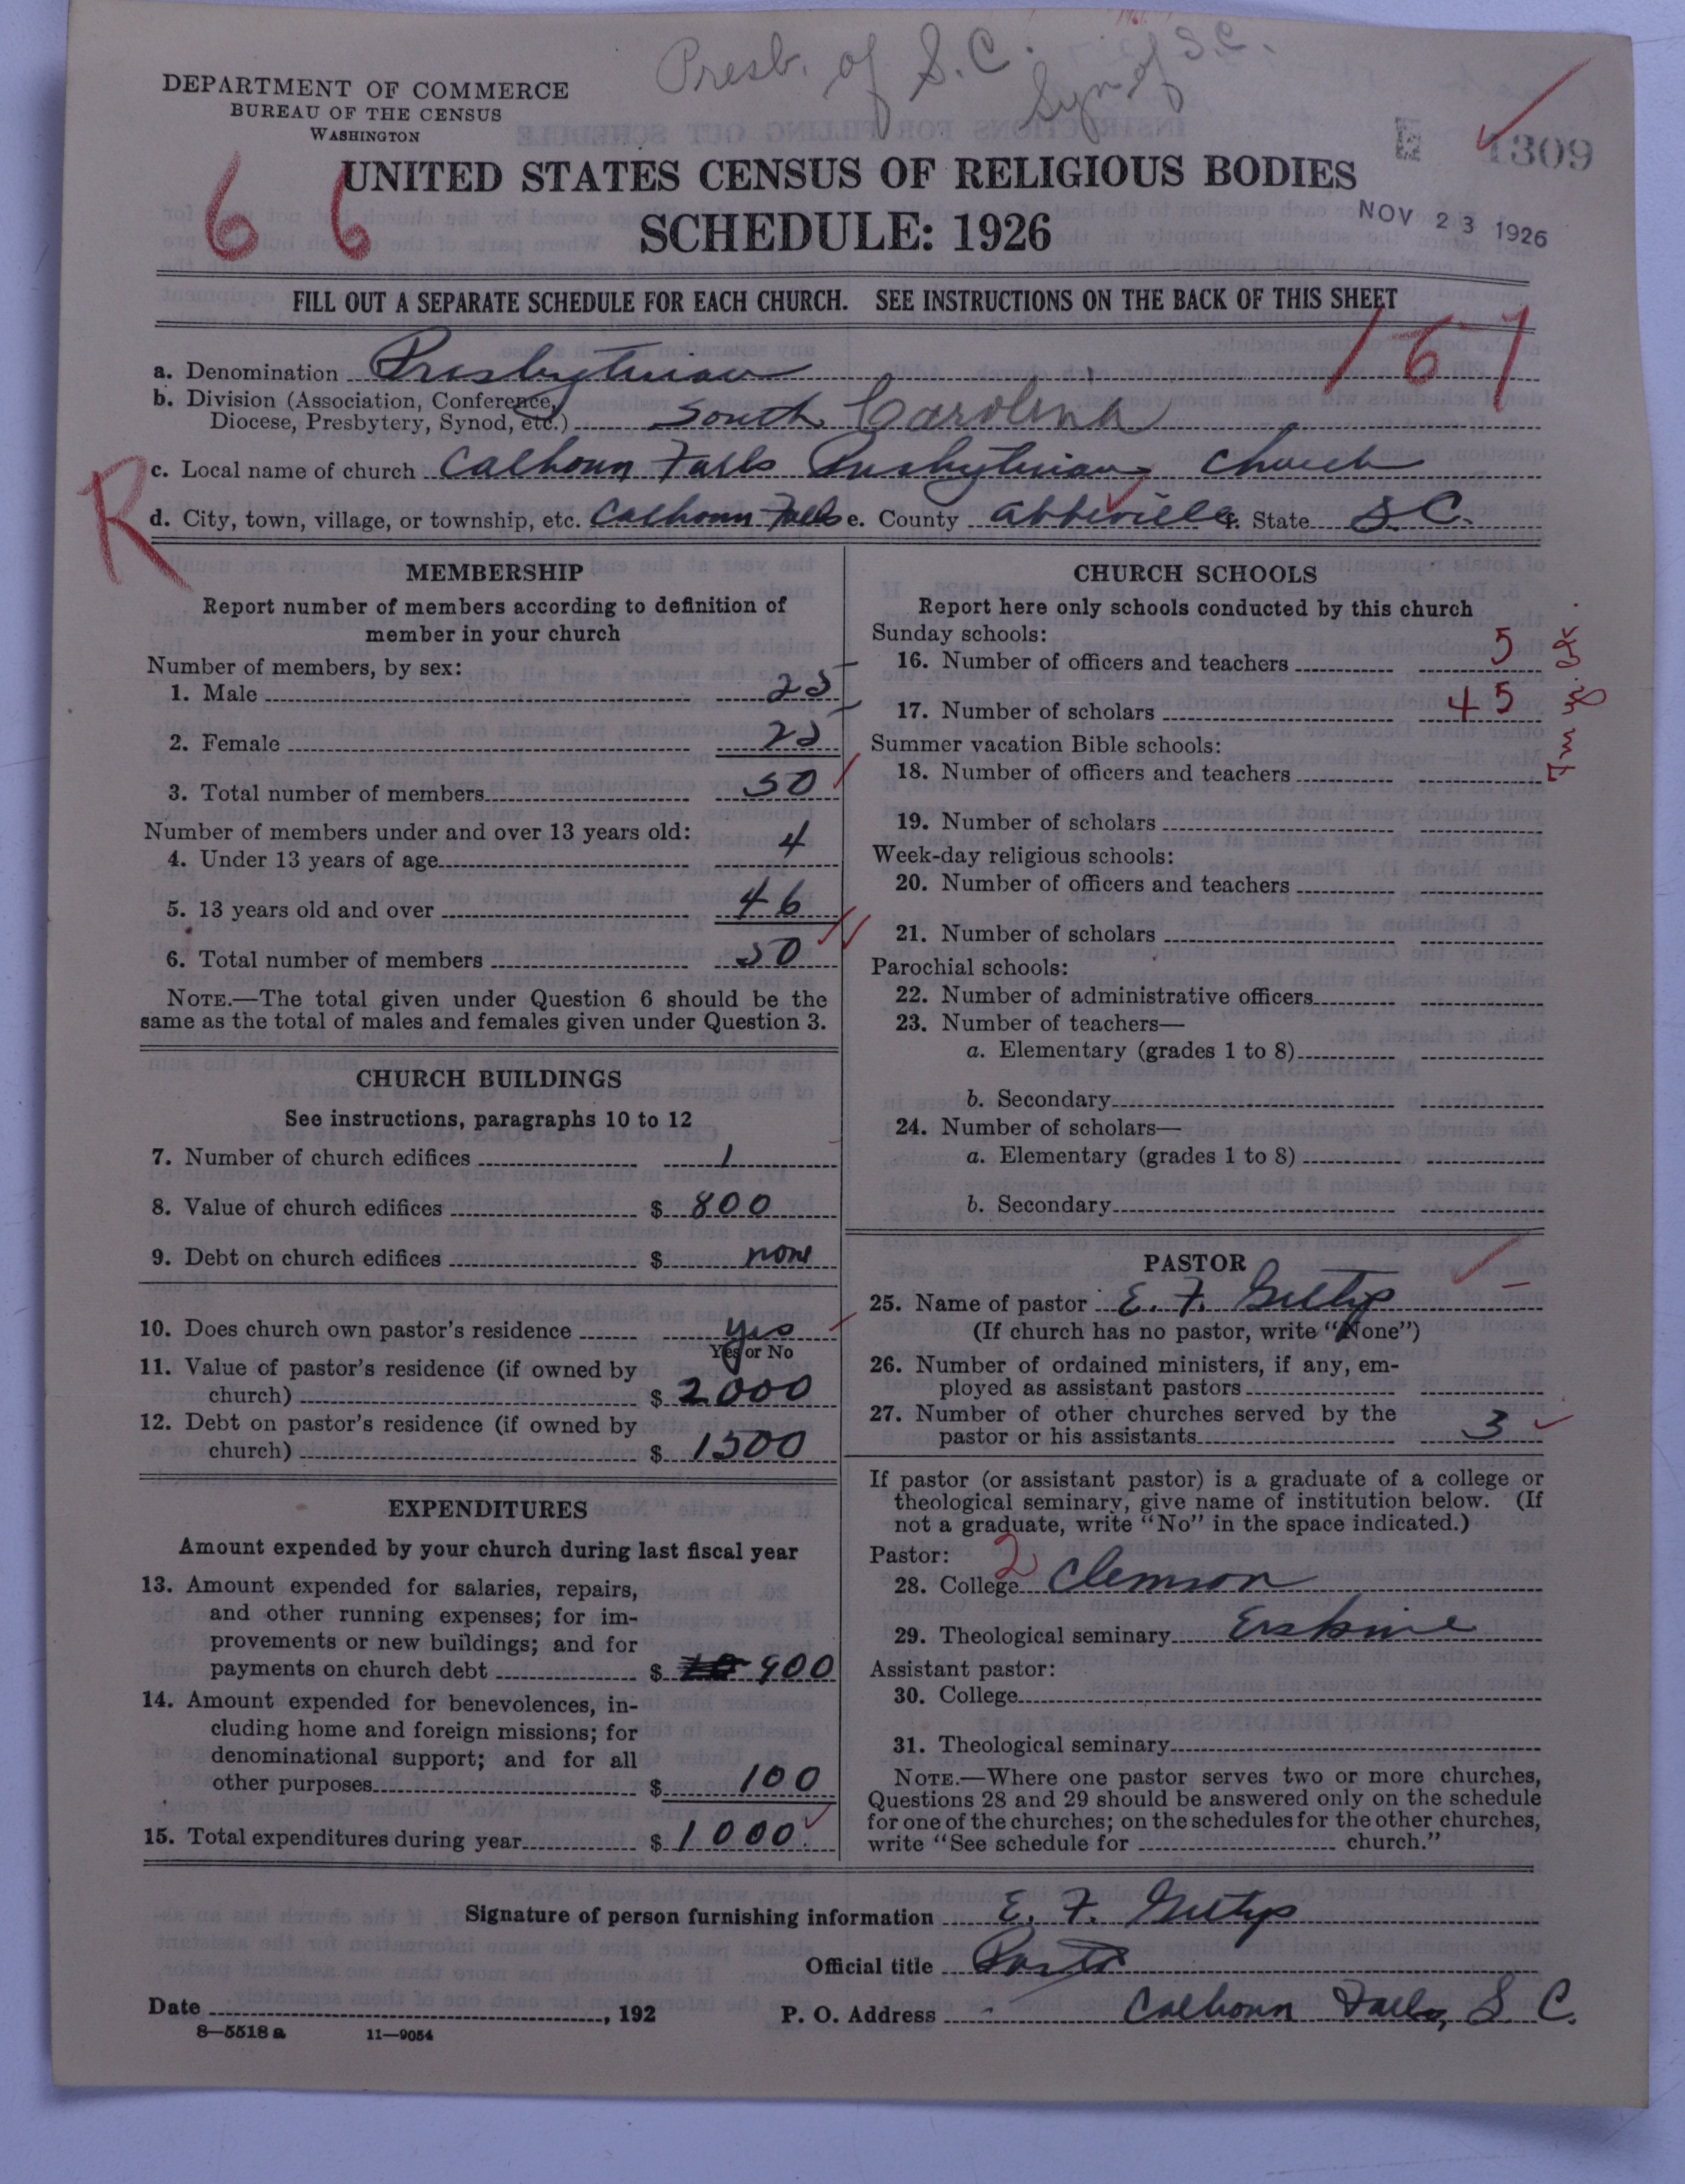 Presb. of S.C. Syn of S.C.
DEPARTMENT OF COMMERCE
BUREAU OF THE CENSUS
WASHINGTON
1309
66
UNITED STATES CENSUS OF RELIGIOUS BODIES
SCHEDULE: 1926
NOV 23 1926
FILL OUT A SEPARATE SCHEDULE FOR EACH CHURCH. SEE INSTRUCTIONS ON THE BACK OF THIS SHEET
167
a. Denomination Presbyterian
b. Division (Association, Conference,
Diocese, Presbytery, Synod, etc.) South Carolina
R
c. Local name of church Calhoun Falls Presbyterian Church
d. City, town, village, or township, etc. Calhoun Falls e. County Abbeville f. State S.C.
MEMBERSHIP
Report number of members according to definition of
member in your church
Number of members, by sex:
1. Male 25
2. Female 25
3. Total number of members 50
Number of members under and over 13 years old:
4. Under 13 years of age 4
5. 13 years old and over 46
6. Total number of members 50
NOTE.—The total given under Question 6 should be the
same as the total of males and females given under Question 3.
CHURCH BUILDINGS
See instructions, paragraphs 10 to 12
7. Number of church edifices 1
8. Value of church edifices $ 800
9. Debt on church edifices $ none
10. Does church own pastor's residence yes
Yes or No
11. Value of pastor's residence (if owned by
church) $ 2000
12. Debt on pastor's residence (if owned by
church) $ 1500
EXPENDITURES
Amount expended by your church during last fiscal year
13. Amount expended for salaries, repairs,
and other running expenses; for im-
provements or new buildings; and for
payments on church debt $ 900
14. Amount expended for benevolences, in-
cluding home and foreign missions; for
denominational support; and for all
other purposes $ 100
15. Total expenditures during year $ 1000.
CHURCH SCHOOLS
Report here only schools conducted by this church
Sunday schools:
16. Number of officers and teachers 5
17. Number of scholars 45
Summer vacation Bible schools:
18. Number of officers and teachers
19. Number of scholars
Week-day religious schools:
20. Number of officers and teachers
21. Number of scholars
Parochial schools:
22. Number of administrative officers
23. Number of teachers—
a. Elementary (grades 1 to 8)
b. Secondary
24. Number of scholars—
a. Elementary (grades 1 to 8)
b. Secondary
PASTOR
25. Name of pastor E. F. Gettys
(If church has no pastor, write "None")
26. Number of ordained ministers, if any, em-
ployed as assistant pastors
27. Number of other churches served by the
pastor or his assistants 3
If pastor (or assistant pastor) is a graduate of a college or
theological seminary, give name of institution below. (If
not a graduate, write "No" in the space indicated.)
Pastor: 2
28. College Clemson
29. Theological seminary Erskine
Assistant pastor:
30. College
31. Theological seminary
NOTE.—Where one pastor serves two or more churches,
Questions 28 and 29 should be answered only on the schedule
for one of the churches; on the schedules for the other churches,
write "See schedule for church."
Signature of person furnishing information E. F. Gettys
Official title Pastor
Date , 192 P. O. Address Calhoun Falls, S.C.
8—5518 a 11—9054